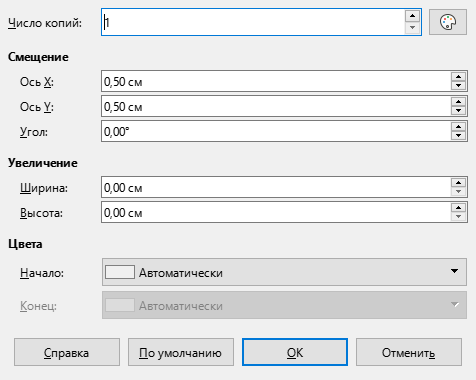 Число копий: 1
Смещение
Ось X: 0,50 см
Ось Y: 0,50 см
Угол: 0,00°
Увеличение
Ширина: 0,00 см
Высота: 0,00 см
Цвета
Начало: Автоматически
Конец: Автоматически
Справка По умолчанию ОК Отменить